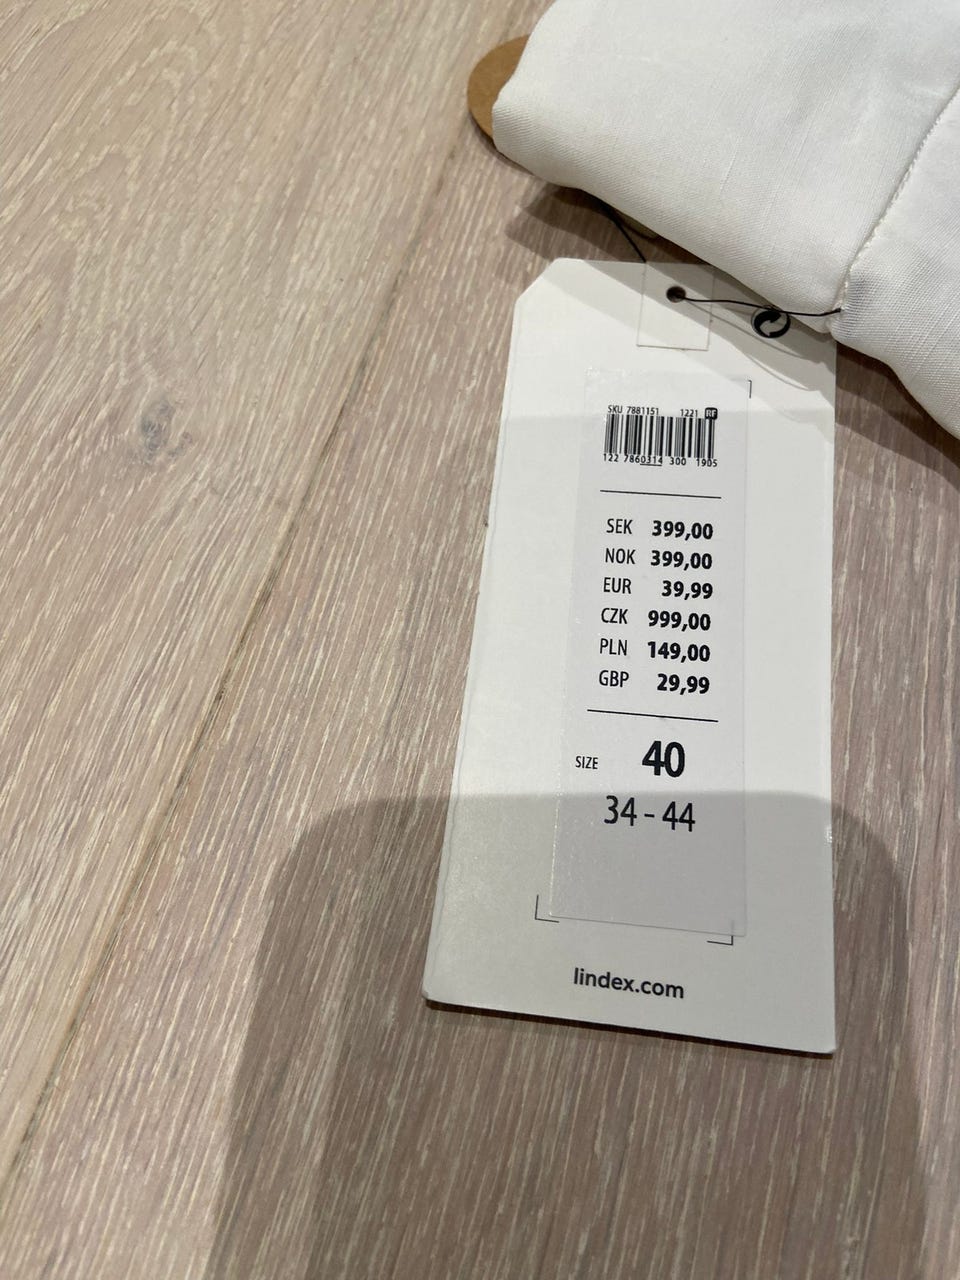 SKU 7881151 1221 RF
122 7860314 300 1905
SEK 399,00
NOK 399,00
EUR 39,99
CZK 999,00
PLN 149,00
GBP 29,99
SIZE 40
34 - 44
lindex.com